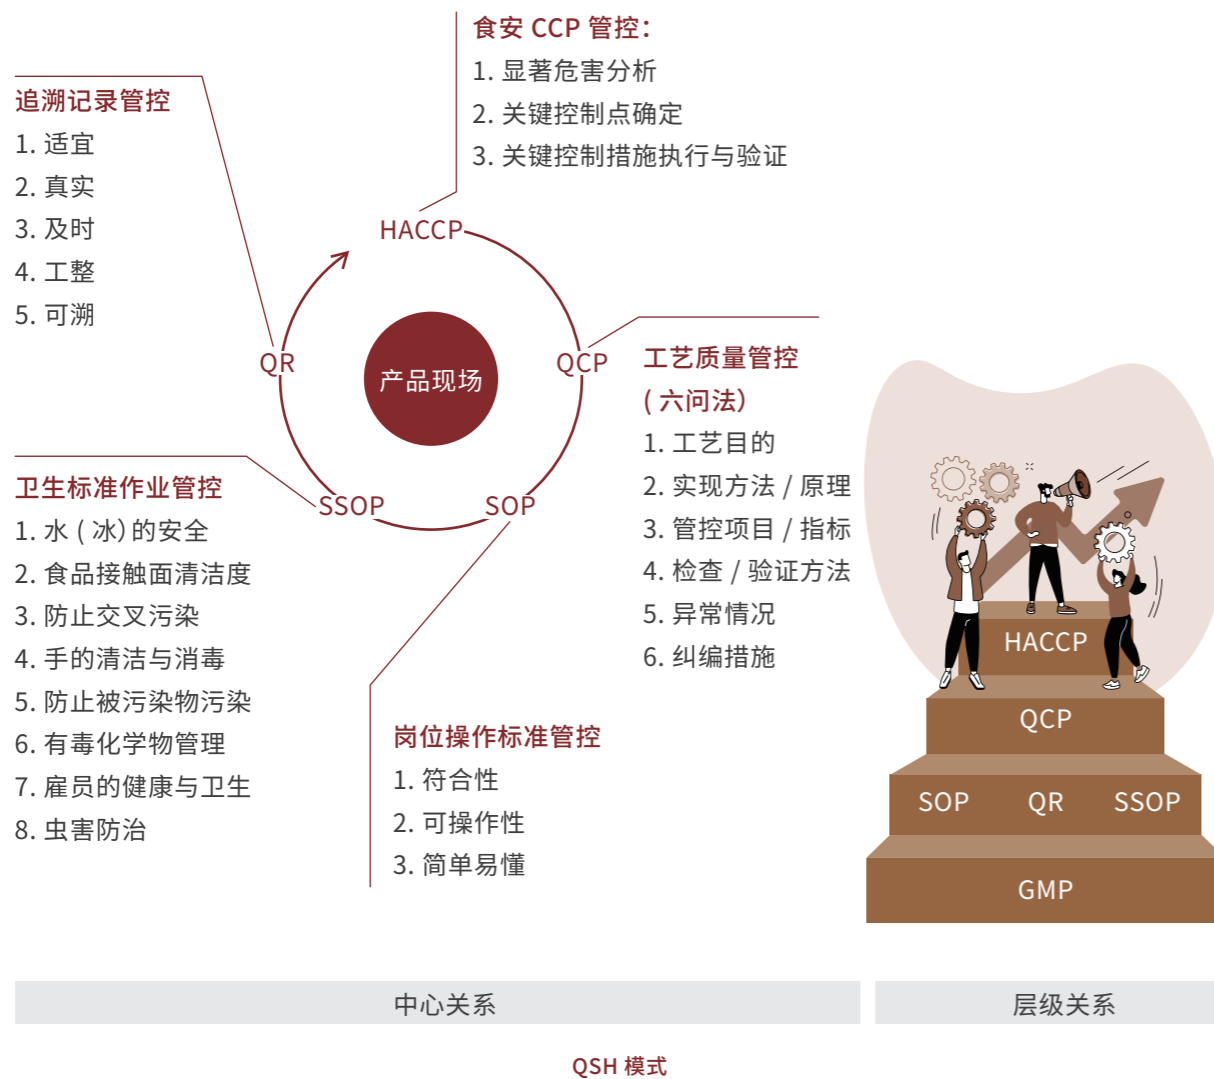 食安 CCP 管控：
1. 显著危害分析
2. 关键控制点确定
3. 关键控制措施执行与验证
追溯记录管控
1. 适宜
2. 真实
3. 及时
4. 工整
5. 可溯
HACCP
QR
QCP
产品现场
SSOP
SOP
工艺质量管控
( 六问法）
1. 工艺目的
2. 实现方法 / 原理
3. 管控项目 / 指标
4. 检查 / 验证方法
5. 异常情况
6. 纠编措施
卫生标准作业管控
1. 水 ( 冰) 的安全
2. 食品接触面清洁度
3. 防止交叉污染
4. 手的清洁与消毒
5. 防止被污染物污染
6. 有毒化学物管理
7. 雇员的健康与卫生
8. 虫害防治
岗位操作标准管控
1. 符合性
2. 可操作性
3. 简单易懂
HACCP
QCP
SOP QR SSOP
GMP
中心关系
层级关系
QSH 模式